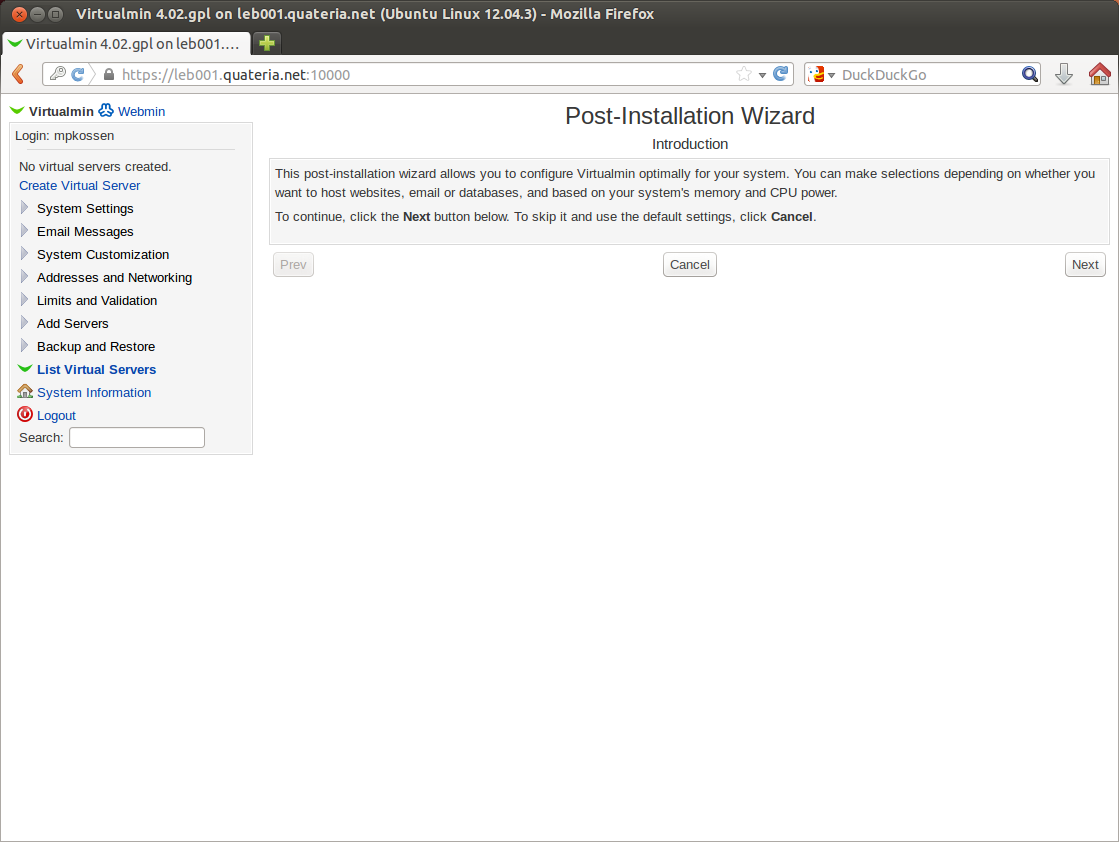 Virtualmin 4.02.gpl on leb001.quateria.net (Ubuntu Linux 12.04.3) - Mozilla Firefox
Virtualmin 4.02.gpl on leb001....
https://leb001.quateria.net:10000
DuckDuckGo
Virtualmin Webmin
Login: mpkossen
No virtual servers created.
Create Virtual Server
System Settings
Email Messages
System Customization
Addresses and Networking
Limits and Validation
Add Servers
Backup and Restore
List Virtual Servers
System Information
Logout
Search:
Post-Installation Wizard
Introduction
This post-installation wizard allows you to configure Virtualmin optimally for your system. You can make selections depending on whether you
want to host websites, email or databases, and based on your system's memory and CPU power.
To continue, click the Next button below. To skip it and use the default settings, click Cancel.
Prev
Cancel
Next